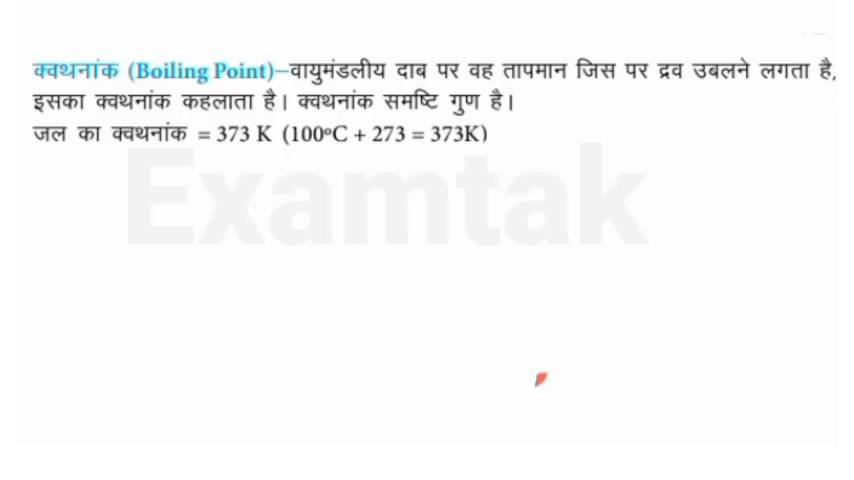 क्वथनांक (Boiling Point)–वायुमंडलीय दाब पर वह तापमान जिस पर द्रव उबलने लगता है,
इसका क्वथनांक कहलाता है। क्वथनांक समष्टि गुण है।
जल का क्वथनांक = 373 K (100°C + 273 = 373K)
Examtak